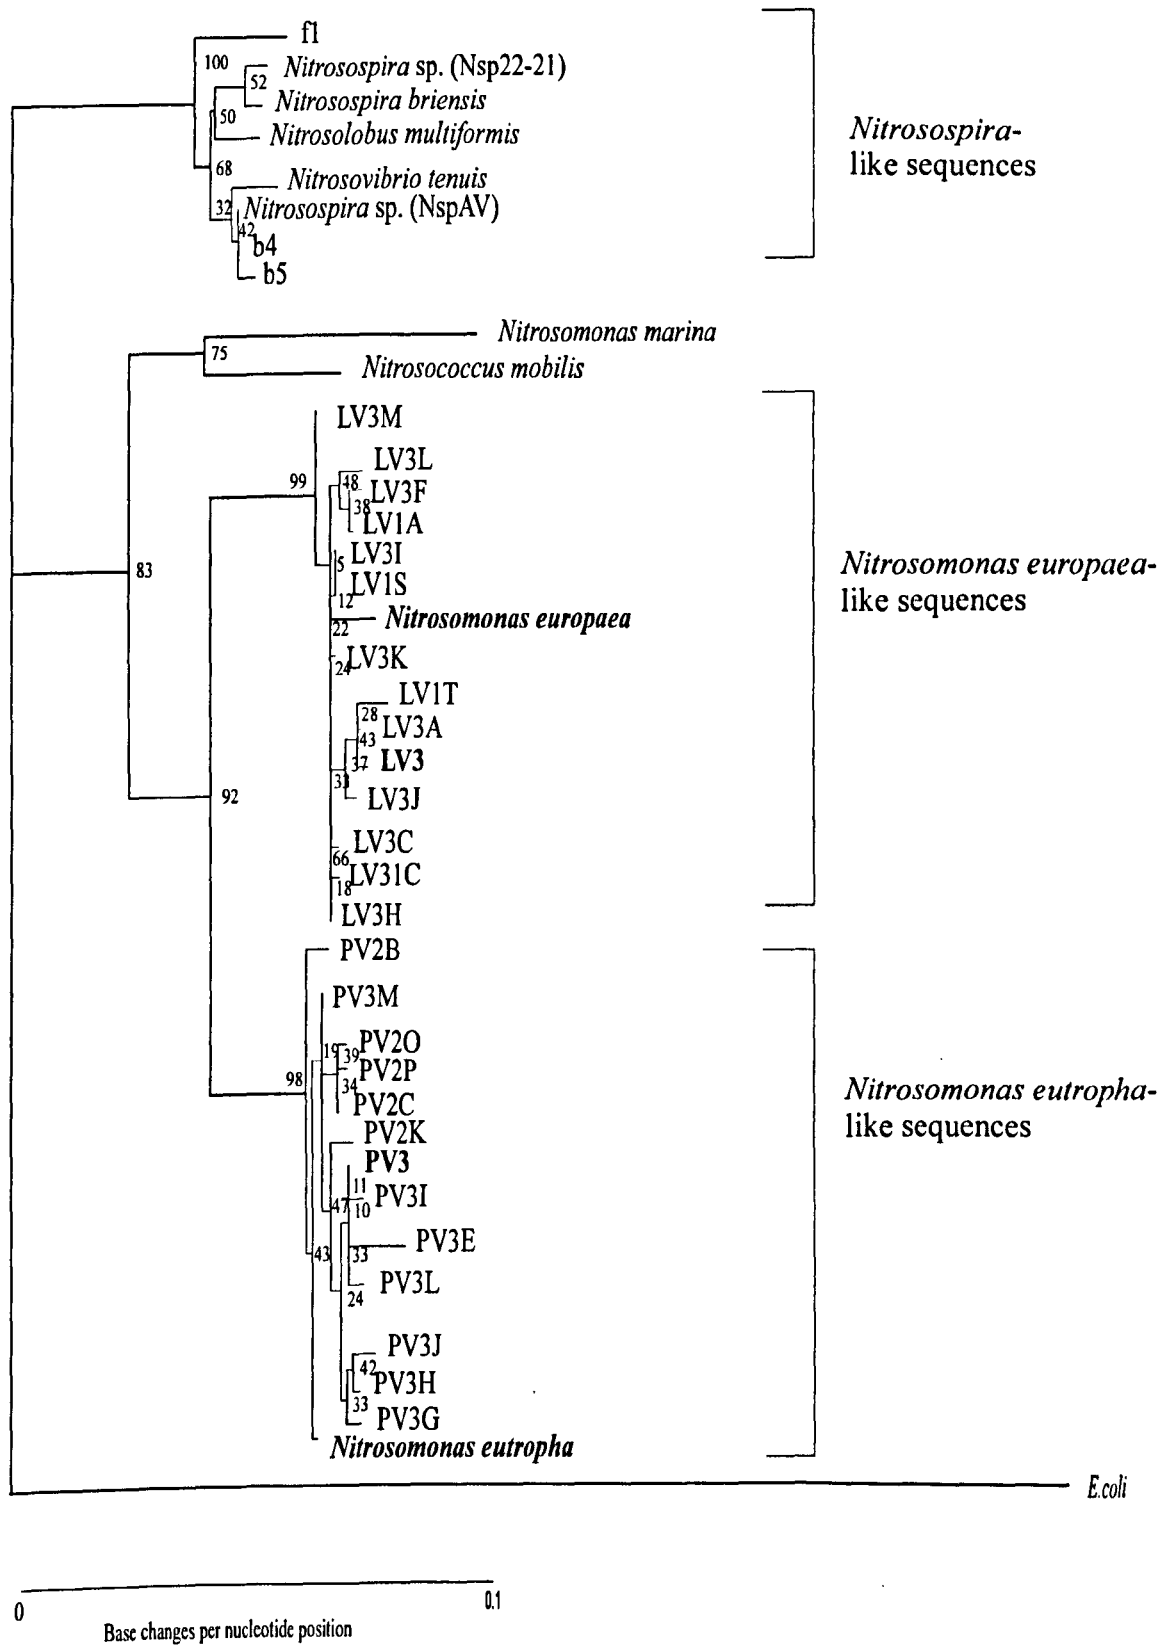 f1
100
Nitrosospira sp. (Nsp22-21)
52
Nitrosospira briensis
50
Nitrosolobus multiformis
Nitrosospira-
like sequences
68
Nitrosovibrio tenuis
32
Nitrosospira sp. (NspAV)
42
b4
b5
Nitrosomonas marina
75
Nitrosococcus mobilis
LV3M
LV3L
99
48
LV3F
38
LV1A
LV3I
5
Nitrosomonas europaea-
like sequences
83
LV1S
12
Nitrosomonas europaea
22
LV3K
24
LV1T
28
LV3A
43
LV3
37
33
LV3J
92
LV3C
66
LV31C
18
LV3H
PV2B
PV3M
PV2O
19
39
PV2P
98
34
PV2C
Nitrosomonas eutropha-
like sequences
PV2K
PV3
11
PV3I
47
10
PV3E
43
33
PV3L
24
PV3J
42
PV3H
33
PV3G
Nitrosomonas eutropha
E.coli
0
0.1
Base changes per nucleotide position